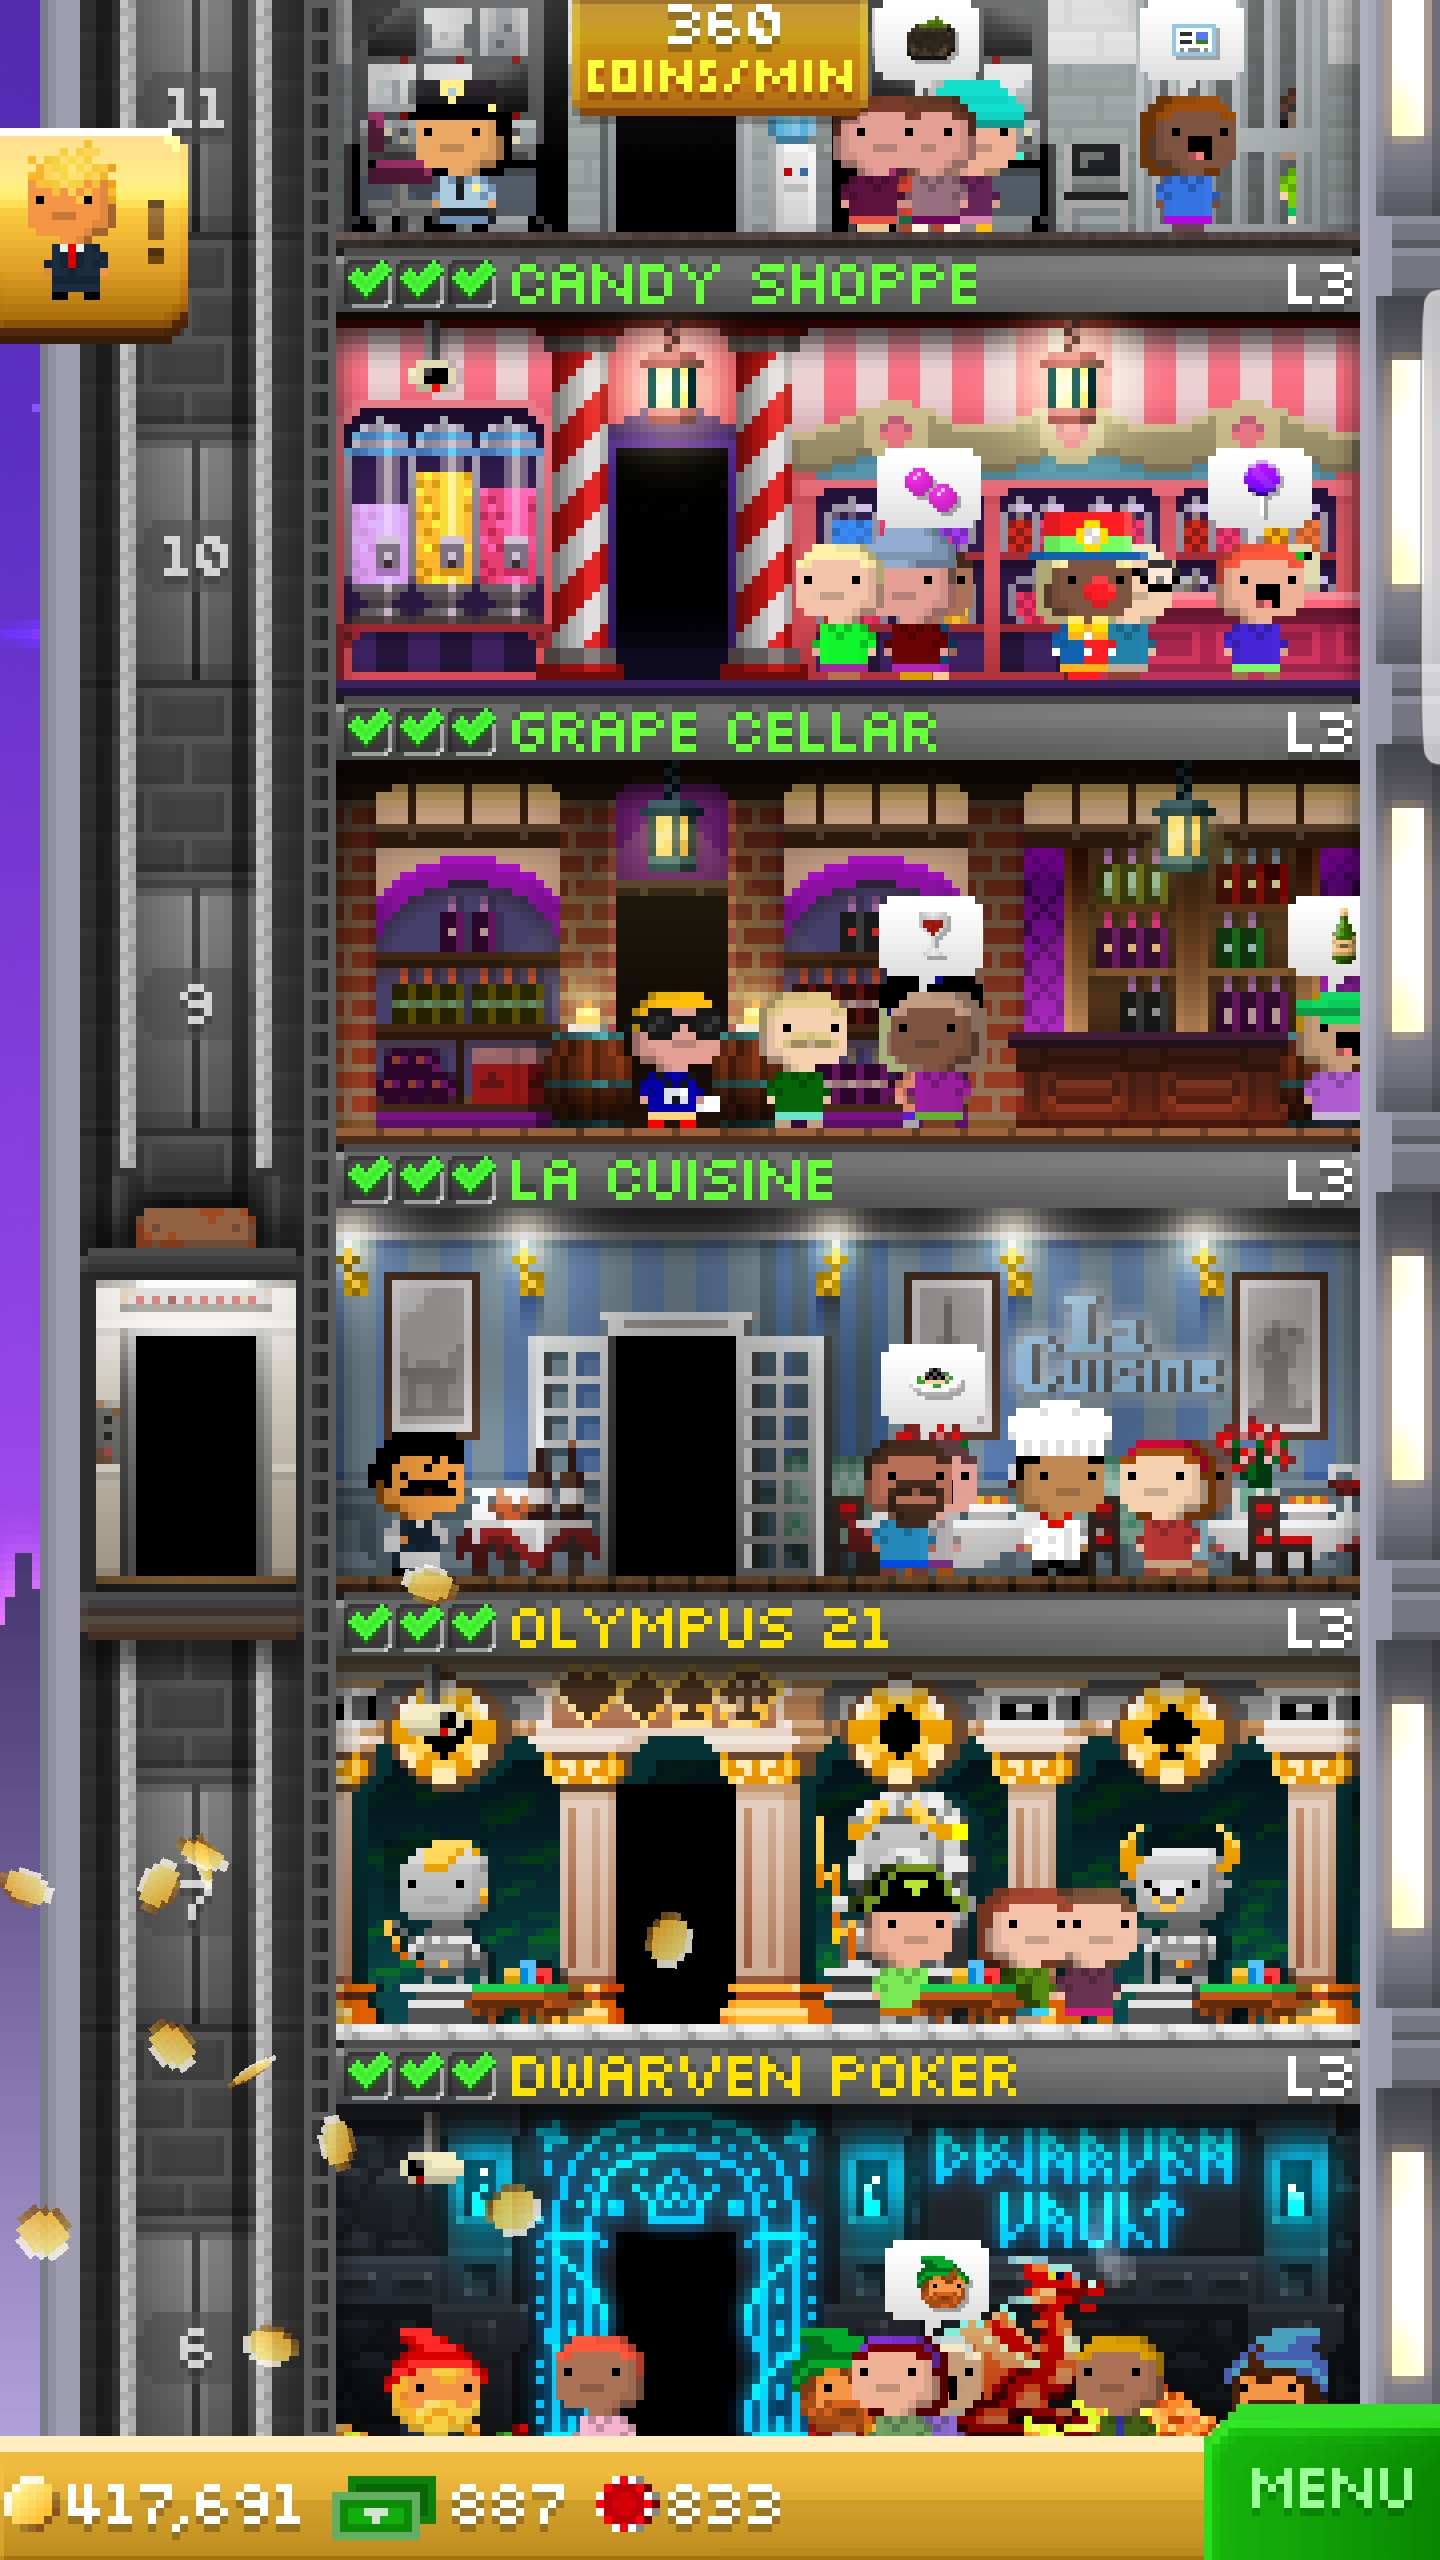 360
COINS/MIN
11
!
CANDY SHOPPE L3
10
GRAPE CELLAR L3
9
LA CUISINE L3
La
Cuisine
OLYMPUS 21 L3
7
DWARVEN POKER L3
DWARVEN
VAULT
6
417,691 887 833
MENU